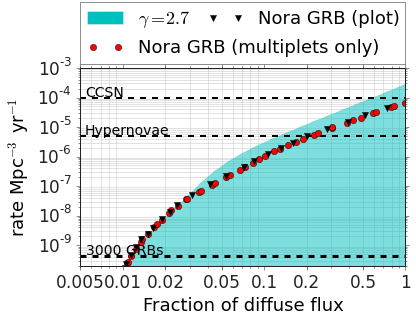 γ=2.7 Nora GRB (plot)
Nora GRB (multiplets only)
10⁻³
CCSN
10⁻⁴
Hypernovae
10⁻⁵
10⁻⁶
10⁻⁷
10⁻⁸
10⁻⁹
3000 GRBs
rate Mpc⁻³ yr⁻¹
0.005 0.01 0.02 0.05 0.1 0.2 0.5 1
Fraction of diffuse flux